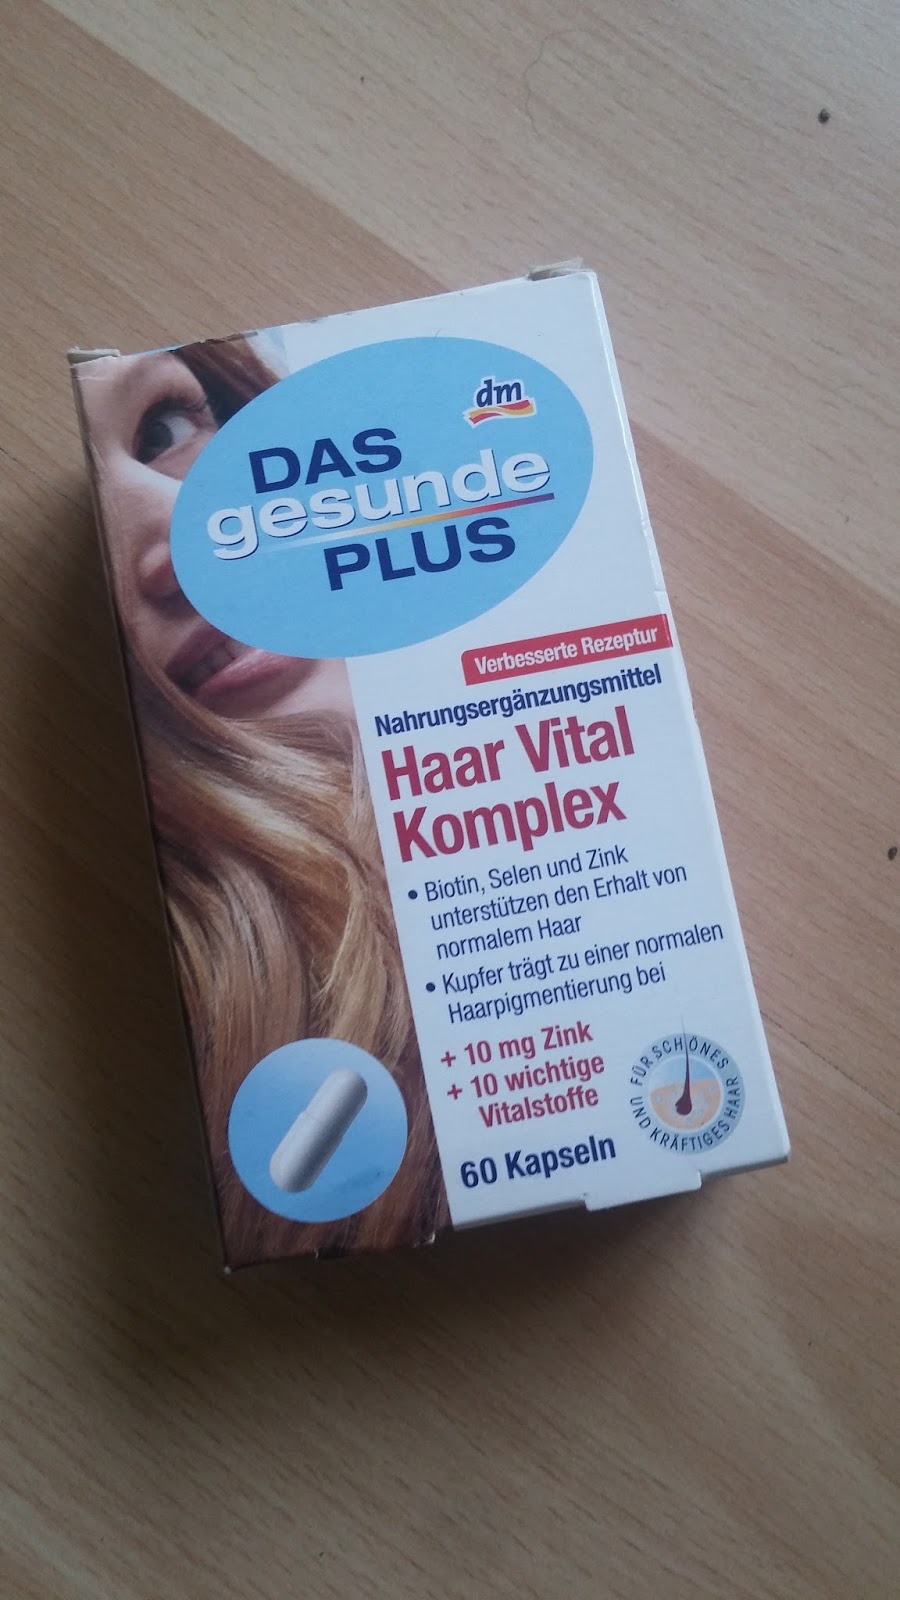 dm
DAS
gesunde
PLUS
Verbesserte Rezeptur
Nahrungsergänzungsmittel
Haar Vital
Komplex
• Biotin, Selen und Zink
unterstützen den Erhalt von
normalem Haar
• Kupfer trägt zu einer normalen
Haarpigmentierung bei
+ 10 mg Zink
+ 10 wichtige
Vitalstoffe
60 Kapseln
FÜR SCHÖNES
UND KRÄFTIGES HAAR